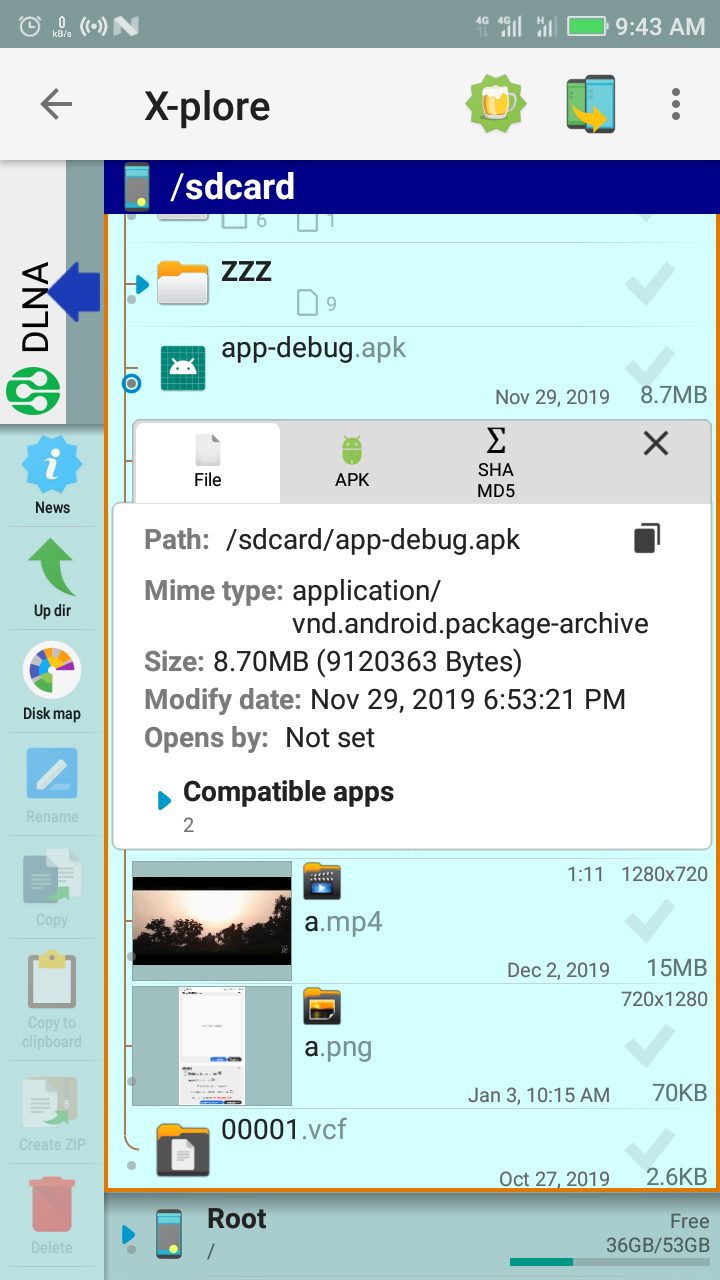 0
kB/s
4G
4G
H
9:43 AM
X-plore
/sdcard
DLNA
6
1
ZZZ
9
app-debug.apk
Nov 29, 2019
8.7MB
File
APK
Σ
SHA
MD5
Path: /sdcard/app-debug.apk
Mime type: application/
vnd.android.package-archive
Size: 8.70MB (9120363 Bytes)
Modify date: Nov 29, 2019 6:53:21 PM
Opens by: Not set
Compatible apps
2
1:11
1280x720
a.mp4
Dec 2, 2019
15MB
720x1280
a.png
Jan 3, 10:15 AM
70KB
00001.vcf
Oct 27, 2019
2.6KB
News
Up dir
Disk map
Rename
Copy
Copy to
clipboard
Create ZIP
Delete
Root
/
Free
36GB/53GB